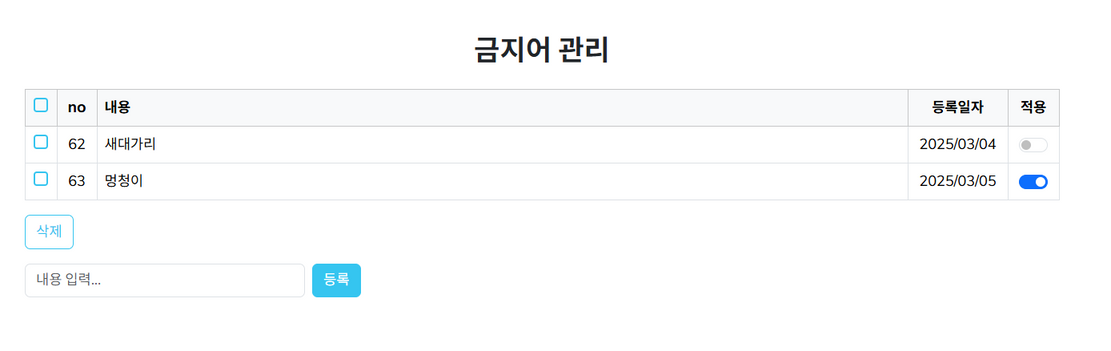 금지어 관리
no 내용 등록일자 적용
62 새대가리 2025/03/04
63 멍청이 2025/03/05
삭제
내용 입력... 등록